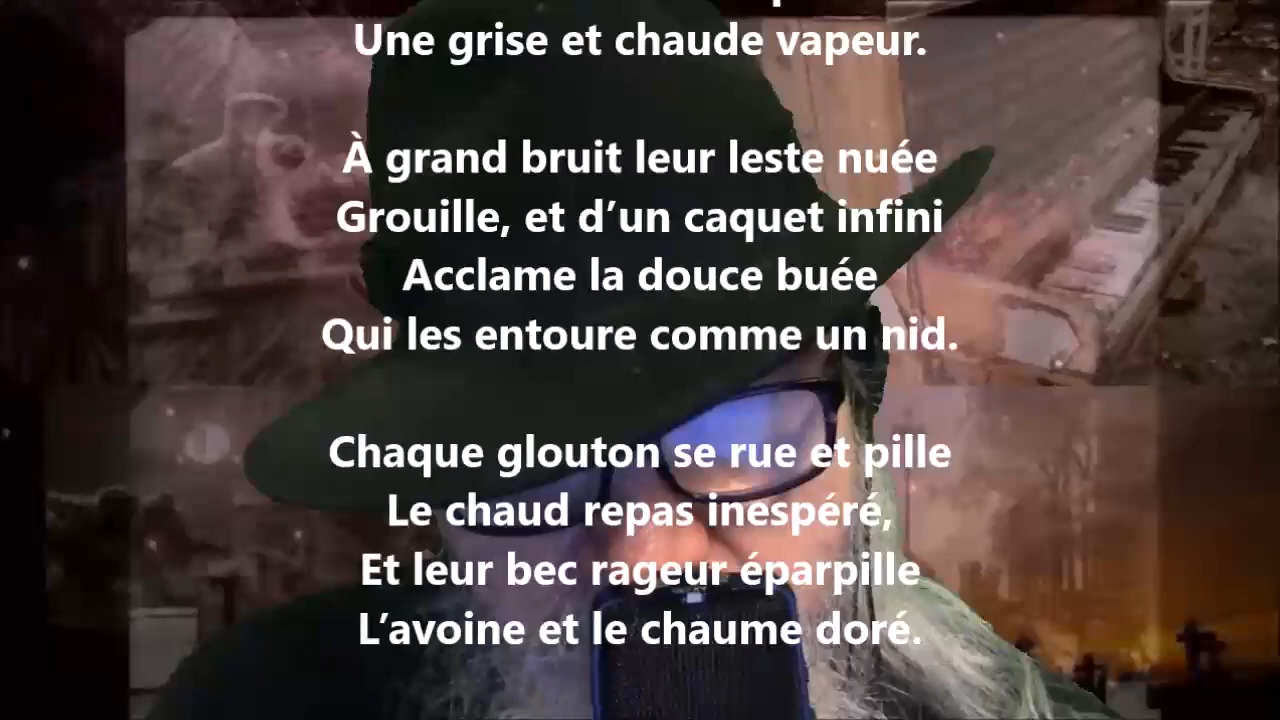 Une grise et chaude vapeur.
À grand bruit leur leste nuée
Grouille, et d’un caquet infini
Acclame la douce buée
Qui les entoure comme un nid.
Chaque glouton se rue et pille
Le chaud repas inespéré,
Et leur bec rageur éparpille
L’avoine et le chaume doré.